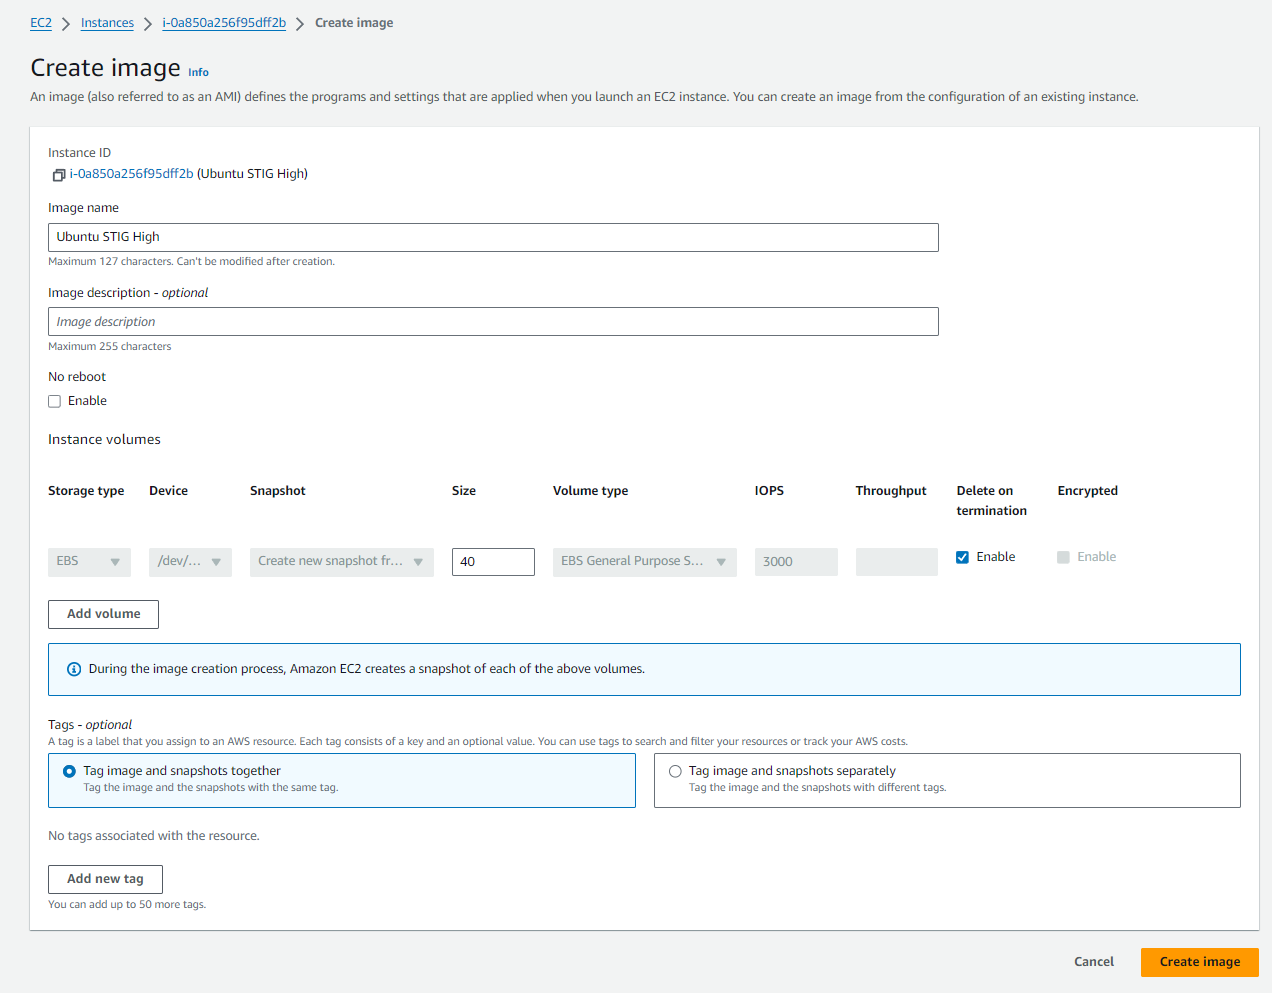 EC2 Instances i-0a850a256f95dff2b Create image
Create image Info
An image (also referred to as an AMI) defines the programs and settings that are applied when you launch an EC2 instance. You can create an image from the configuration of an existing instance.
Instance ID
i-0a850a256f95dff2b (Ubuntu STIG High)
Image name
Ubuntu STIG High
Maximum 127 characters. Can't be modified after creation.
Image description - optional
Image description
Maximum 255 characters
No reboot
Enable
Instance volumes
Storage type Device Snapshot Size Volume type IOPS Throughput Delete on termination Encrypted
EBS /dev/... Create new snapshot fr... 40 EBS General Purpose S... 3000 Enable Enable
Add volume
During the image creation process, Amazon EC2 creates a snapshot of each of the above volumes.
Tags - optional
A tag is a label that you assign to an AWS resource. Each tag consists of a key and an optional value. You can use tags to search and filter your resources or track your AWS costs.
Tag image and snapshots together
Tag the image and the snapshots with the same tag.
Tag image and snapshots separately
Tag the image and the snapshots with different tags.
No tags associated with the resource.
Add new tag
You can add up to 50 more tags.
Cancel Create image